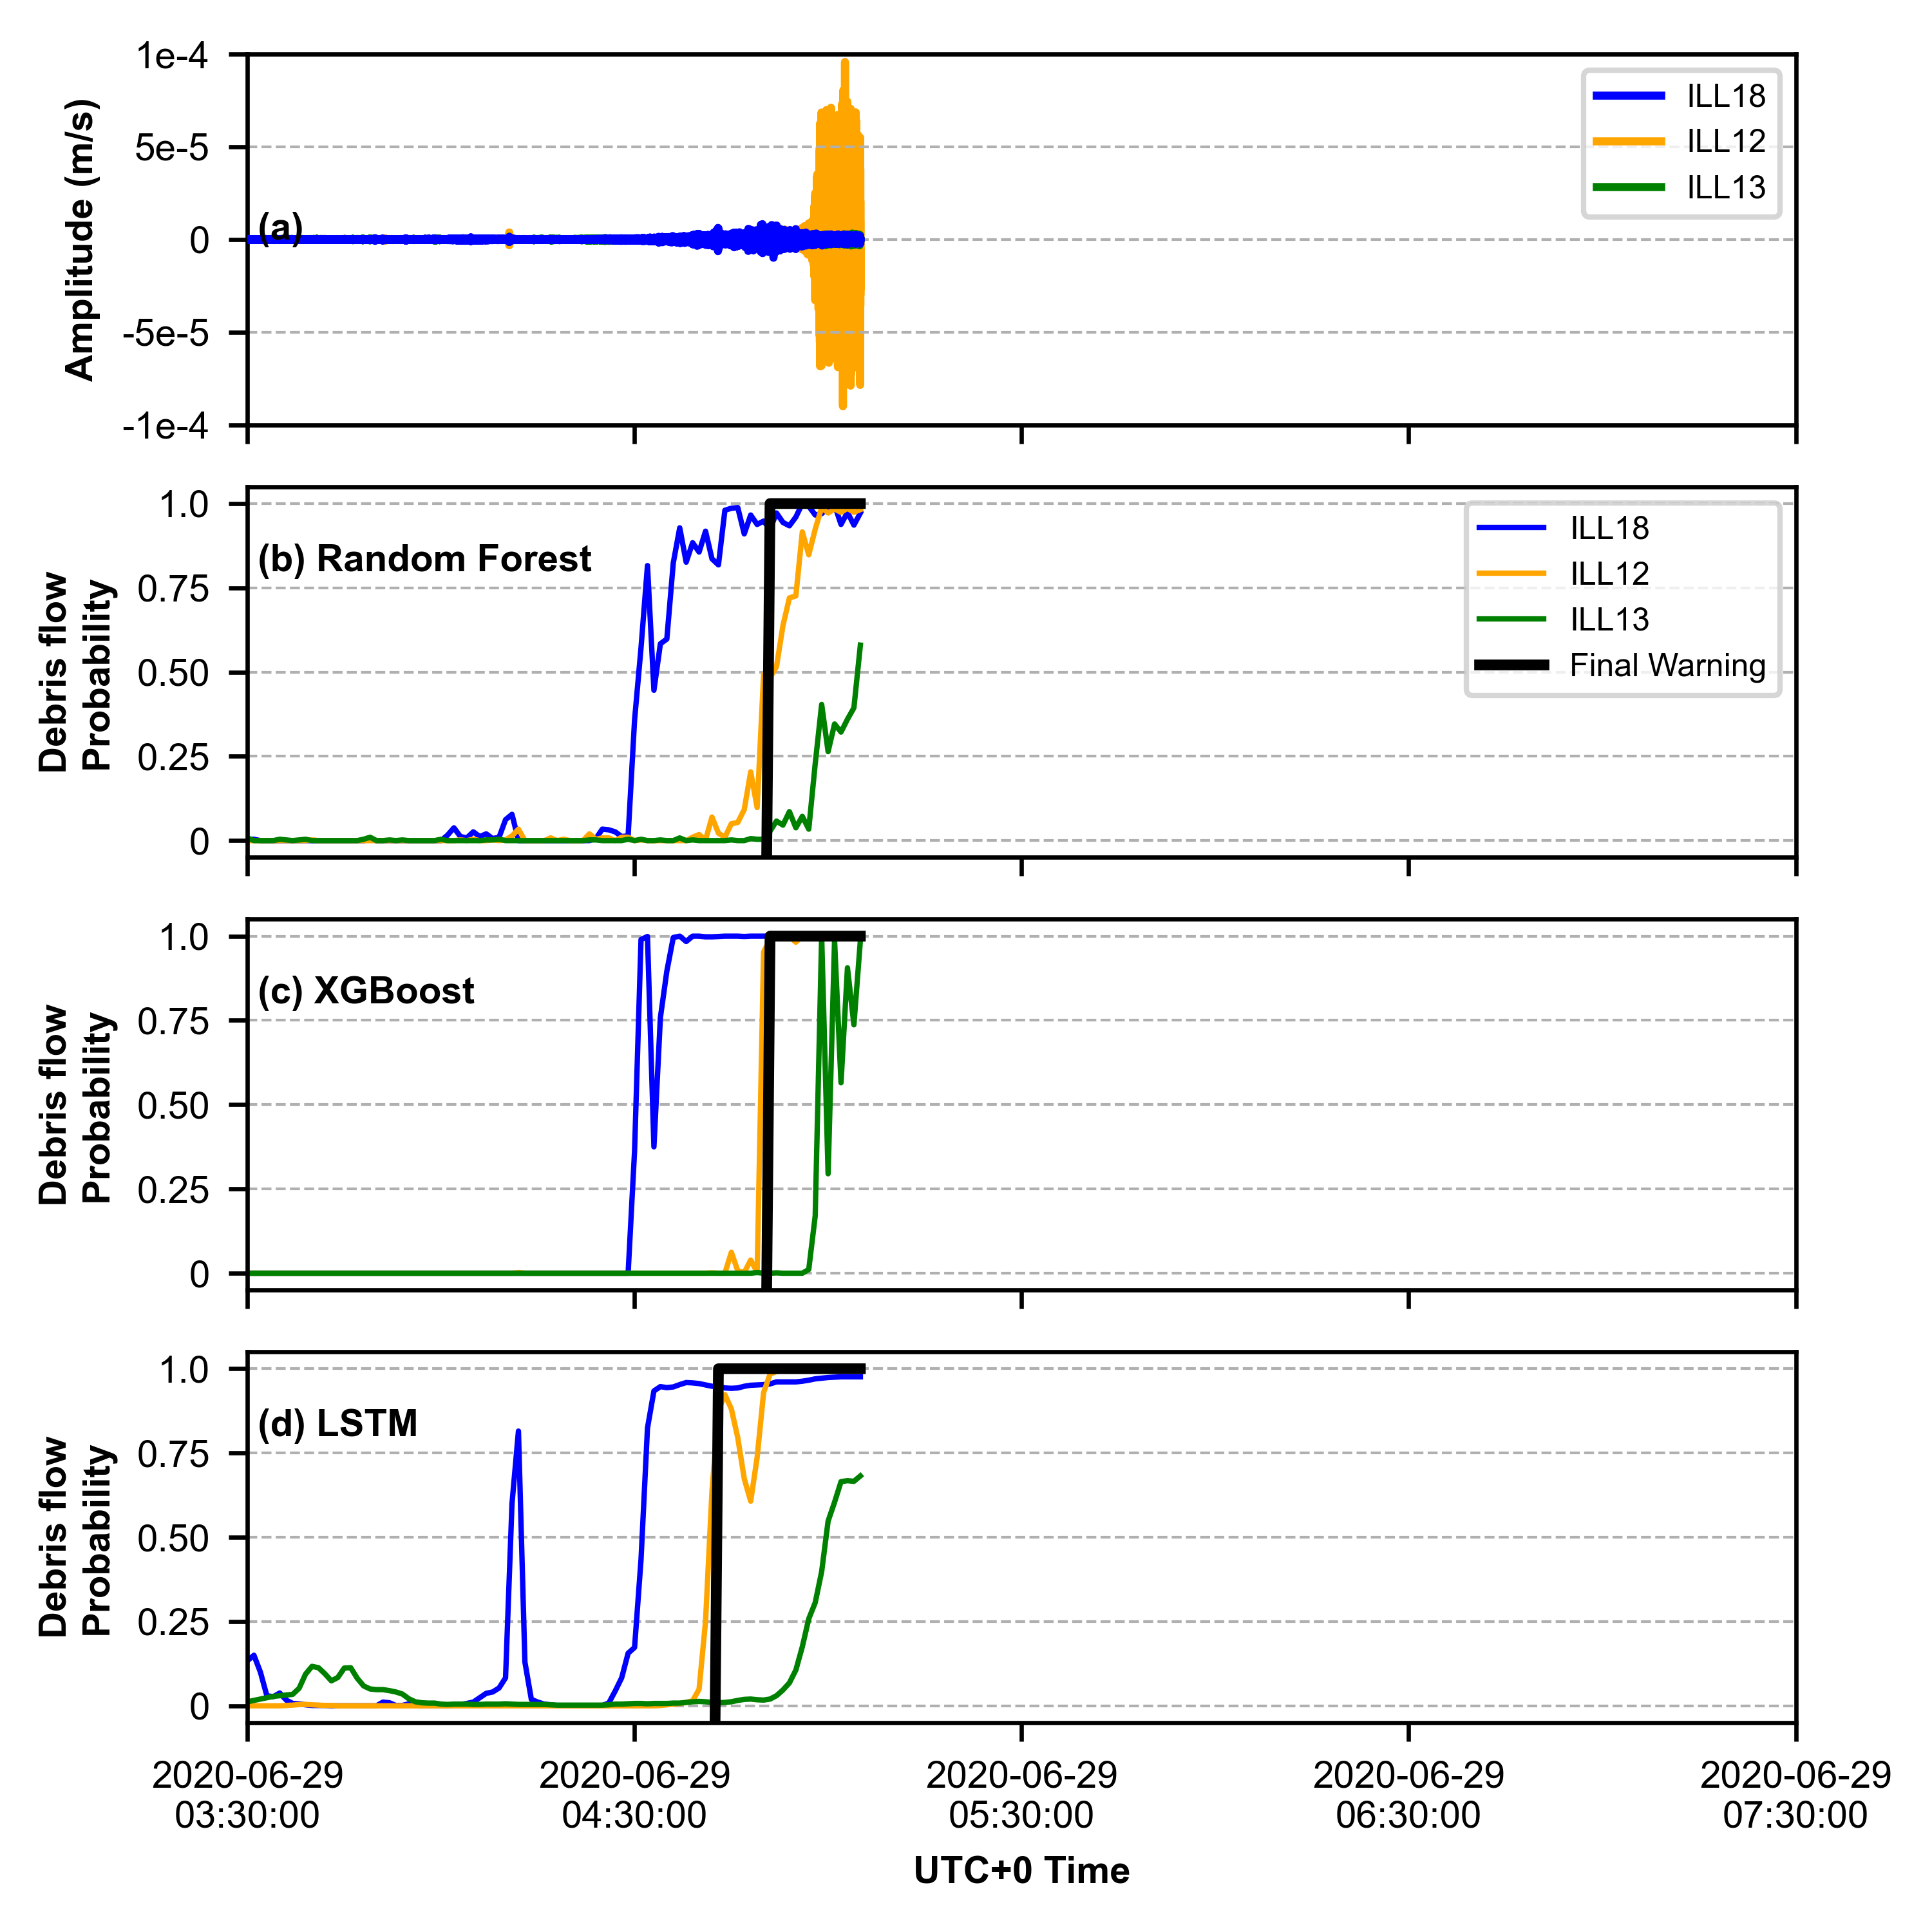 1e-4
5e-5
0
-5e-5
-1e-4
Amplitude (m/s)
(a)
ILL18
ILL12
ILL13
1.0
0.75
0.50
0.25
0
Debris flow
Probability
(b) Random Forest
ILL18
ILL12
ILL13
Final Warning
1.0
0.75
0.50
0.25
0
Debris flow
Probability
(c) XGBoost
1.0
0.75
0.50
0.25
0
Debris flow
Probability
(d) LSTM
2020-06-29
03:30:00
2020-06-29
04:30:00
2020-06-29
05:30:00
2020-06-29
06:30:00
2020-06-29
07:30:00
UTC+0 Time